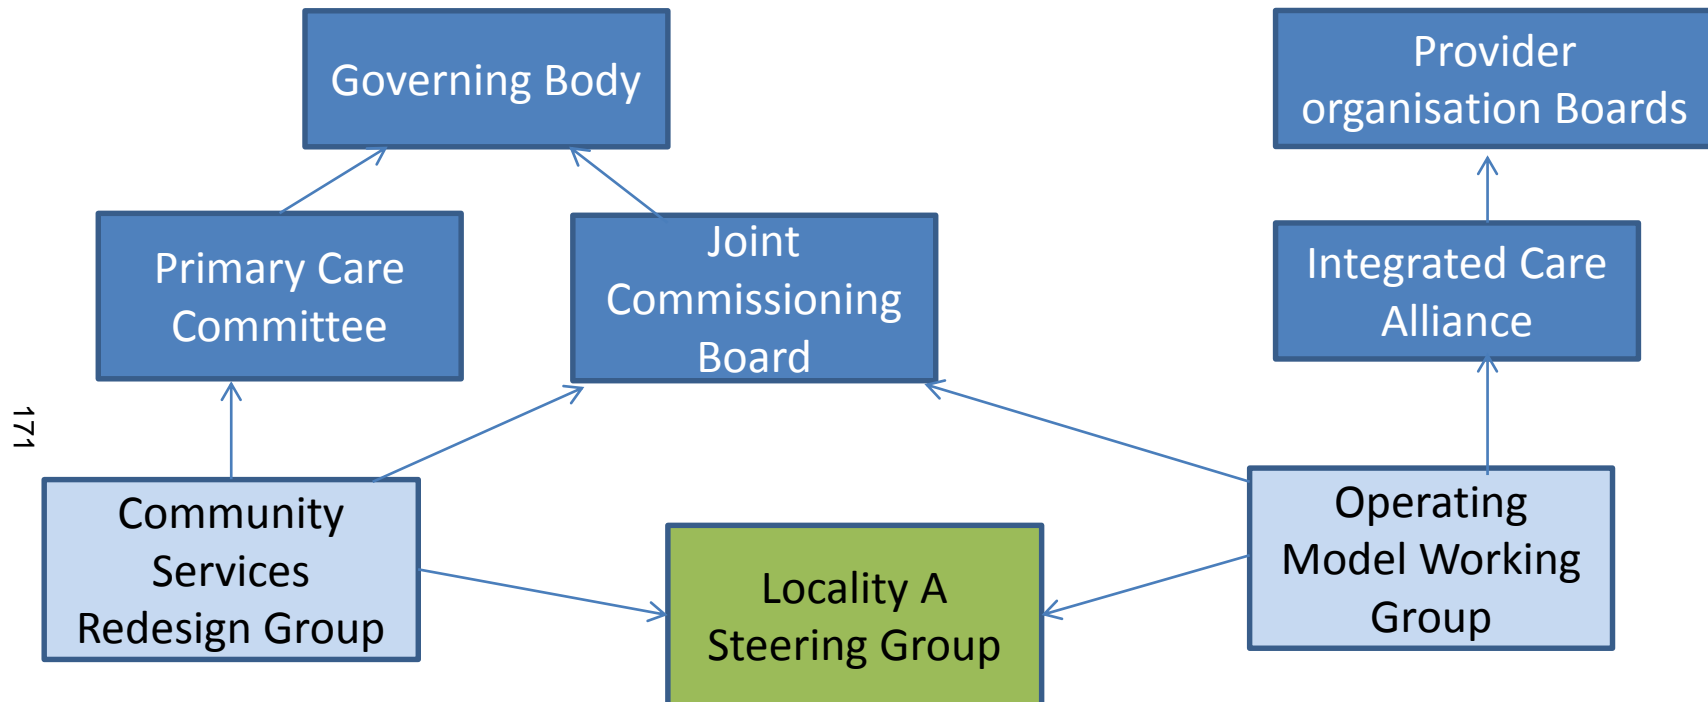 Governing Body
Provider
organisation Boards
Primary Care
Committee
Joint
Commissioning
Board
Integrated Care
Alliance
171
Community
Services
Redesign Group
Locality A
Steering Group
Operating
Model Working
Group